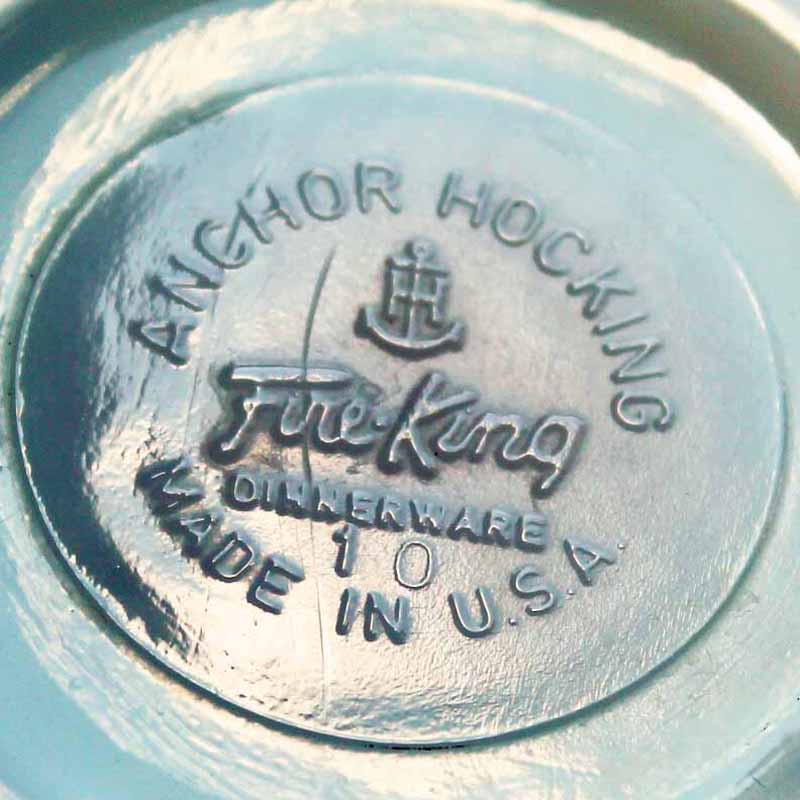 ANCHOR HOCKING
H
Fire-King
DINNERWARE
10
MADE IN U.S.A.